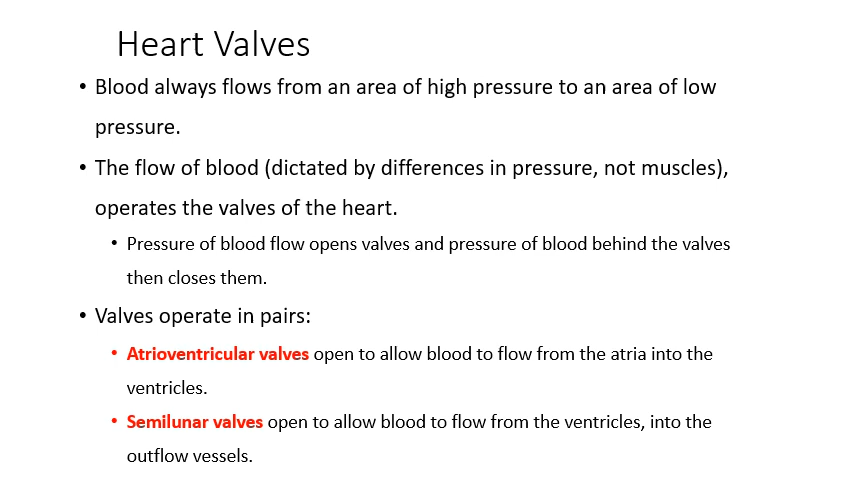 Heart Valves
• Blood always flows from an area of high pressure to an area of low
pressure.
• The flow of blood (dictated by differences in pressure, not muscles),
operates the valves of the heart.
• Pressure of blood flow opens valves and pressure of blood behind the valves
then closes them.
• Valves operate in pairs:
• Atrioventricular valves open to allow blood to flow from the atria into the
ventricles.
• Semilunar valves open to allow blood to flow from the ventricles, into the
outflow vessels.